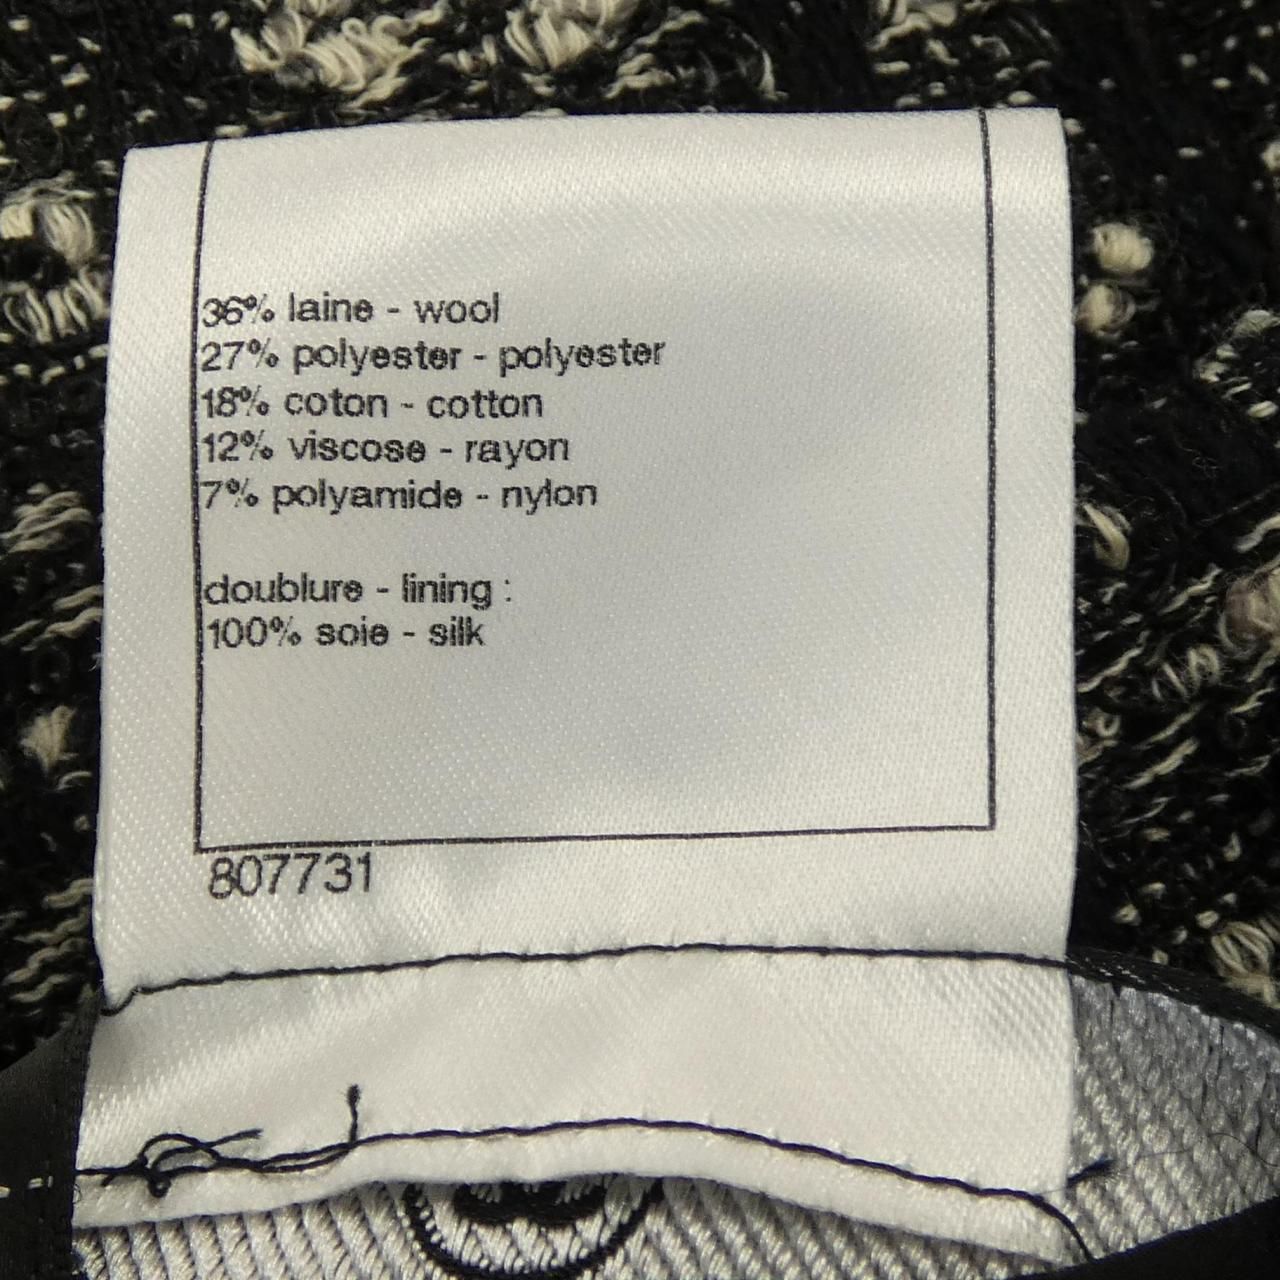 36% laine - wool
27% polyester - polyester
18% coton - cotton
12% viscose - rayon
7% polyamide - nylon
doublure - lining :
100% soie - silk
807731